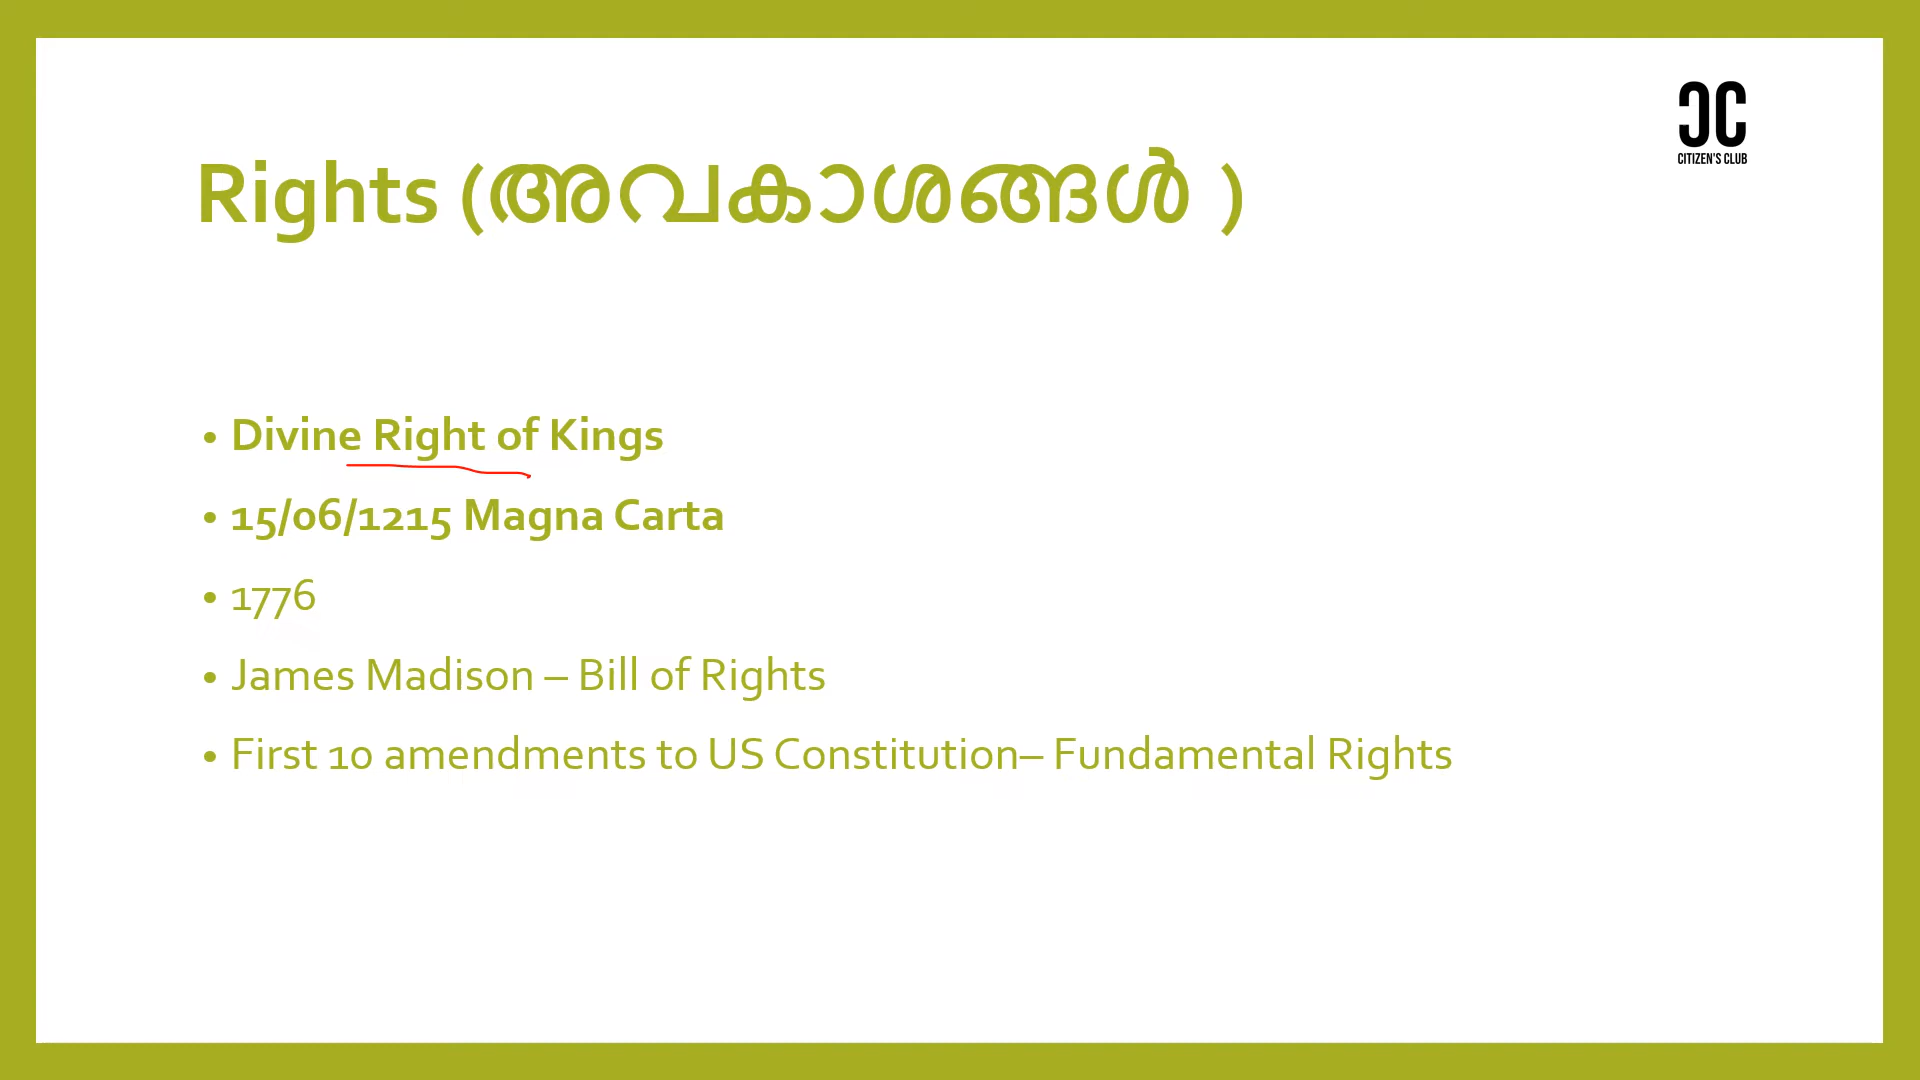 CITIZEN'S CLUB
Rights (അവകാശങ്ങൾ )
• Divine Right of Kings
• 15/06/1215 Magna Carta
• 1776
• James Madison – Bill of Rights
• First 10 amendments to US Constitution– Fundamental Rights